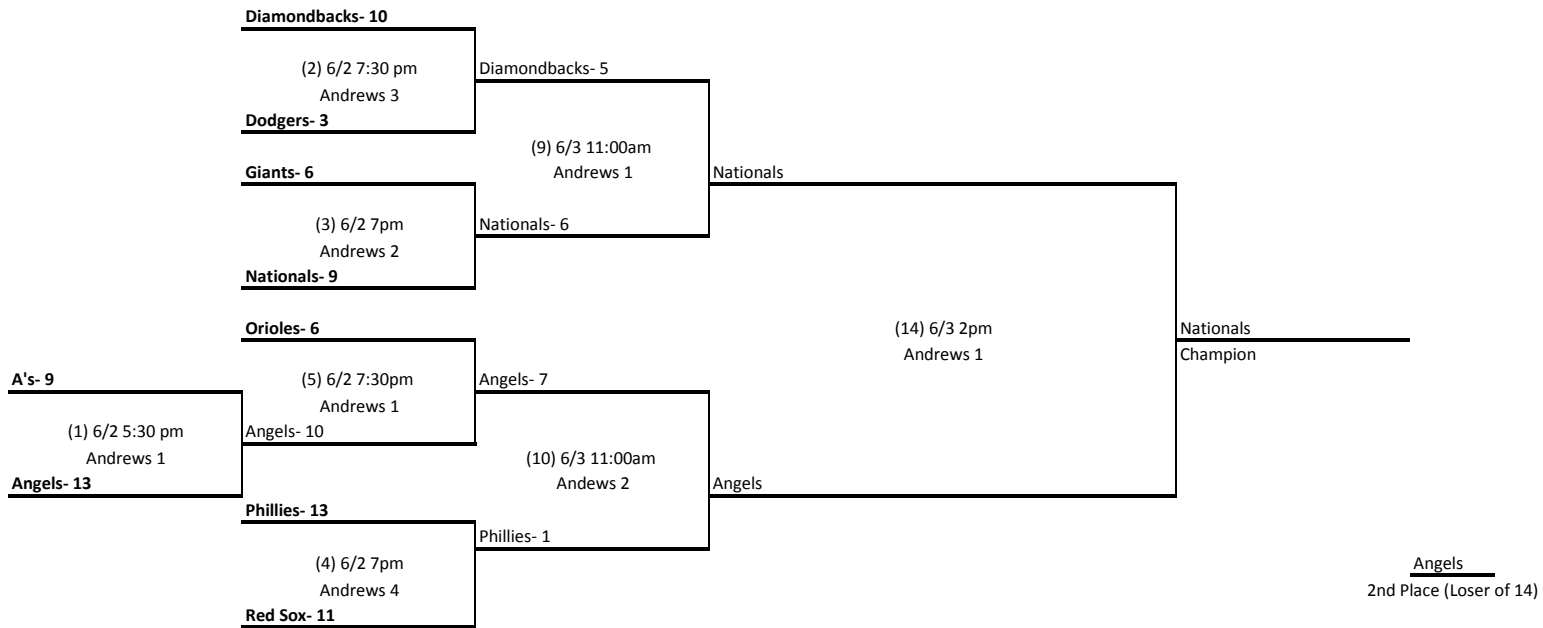 Diamondbacks- 10
(2) 6/2 7:30 pm
Andrews 3
Diamondbacks- 5
Dodgers- 3
(9) 6/3 11:00am
Andrews 1
Giants- 6
Nationals
(3) 6/2 7pm
Andrews 2
Nationals- 6
Nationals- 9
Orioles- 6
(14) 6/3 2pm
Andrews 1
Nationals
Champion
A's- 9
(5) 6/2 7:30pm
Andrews 1
Angels- 7
(1) 6/2 5:30 pm
Andrews 1
Angels- 10
(10) 6/3 11:00am
Andews 2
Angels- 13
Angels
Phillies- 13
Phillies- 1
(4) 6/2 7pm
Andrews 4
Angels
2nd Place (Loser of 14)
Red Sox- 11